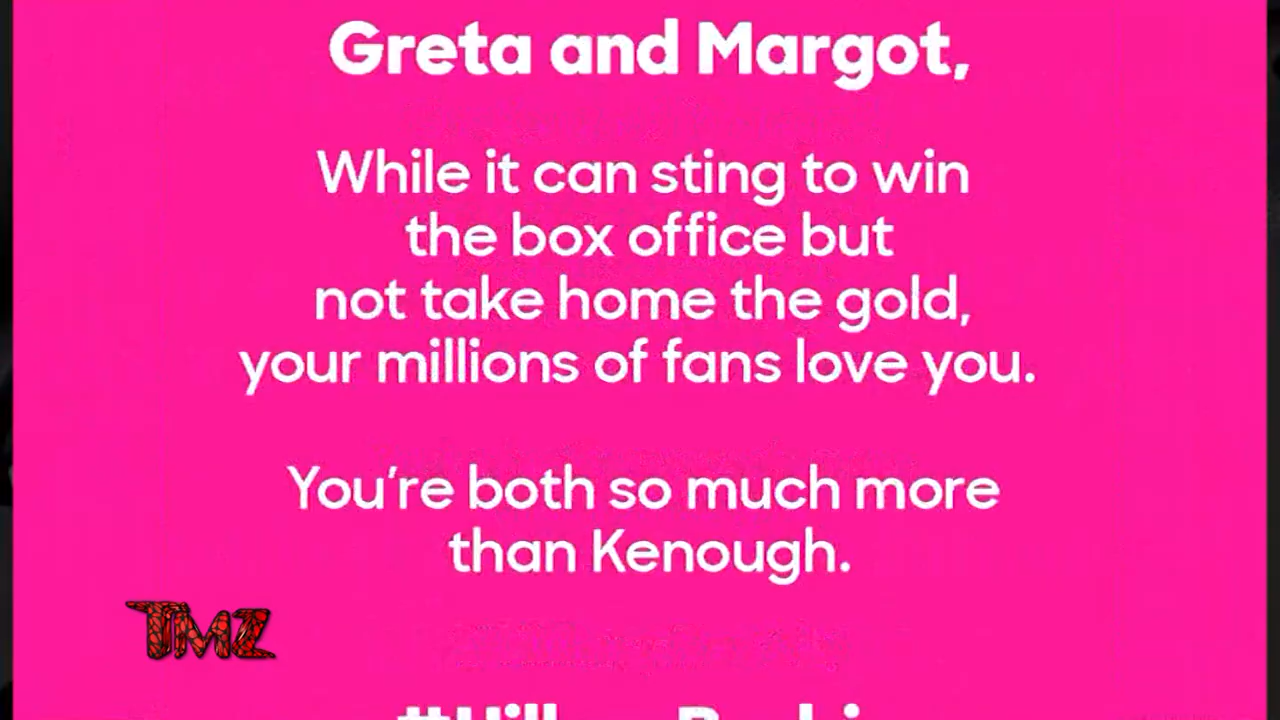 Greta and Margot,
While it can sting to win
the box office but
not take home the gold,
your millions of fans love you.
You're both so much more
than Kenough.
TMZ